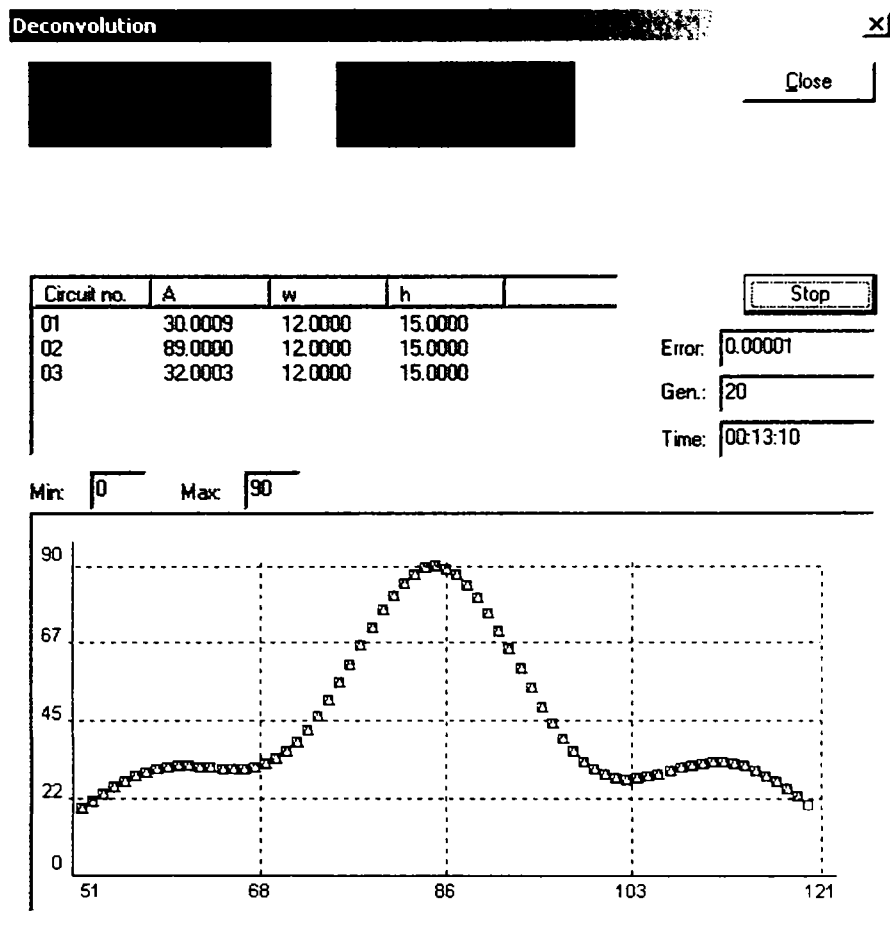 Deconvolution
Close
Circuit no. A w h
01 30.0009 12.0000 15.0000
02 89.0000 12.0000 15.0000
03 32.0003 12.0000 15.0000
Stop
Error: 0.00001
Gen.: 20
Time: 00:13:10
Min: 0 Max: 90
90
67
45
22
0
51 68 86 103 121